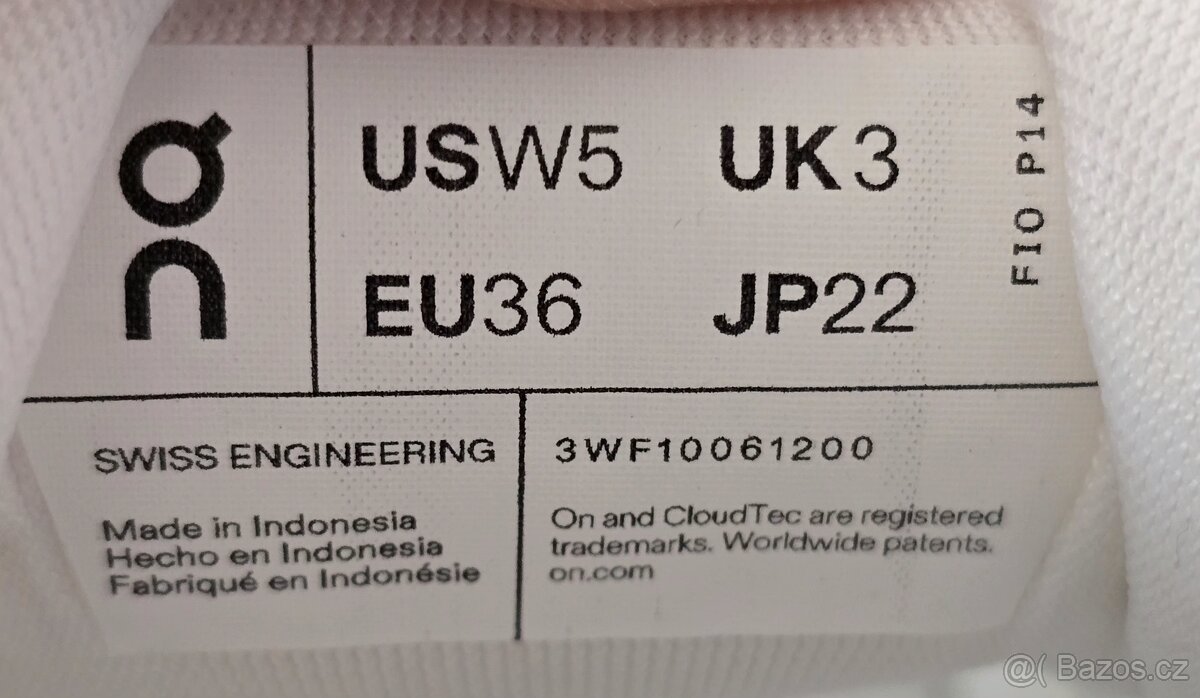 On
USW5 UK3
EU36 JP22
FIO P14
SWISS ENGINEERING
Made in Indonesia
Hecho en Indonesia
Fabriqué en Indonésie
3WF10061200
On and CloudTec are registered
trademarks. Worldwide patents.
on.com
@( Bazos.cz